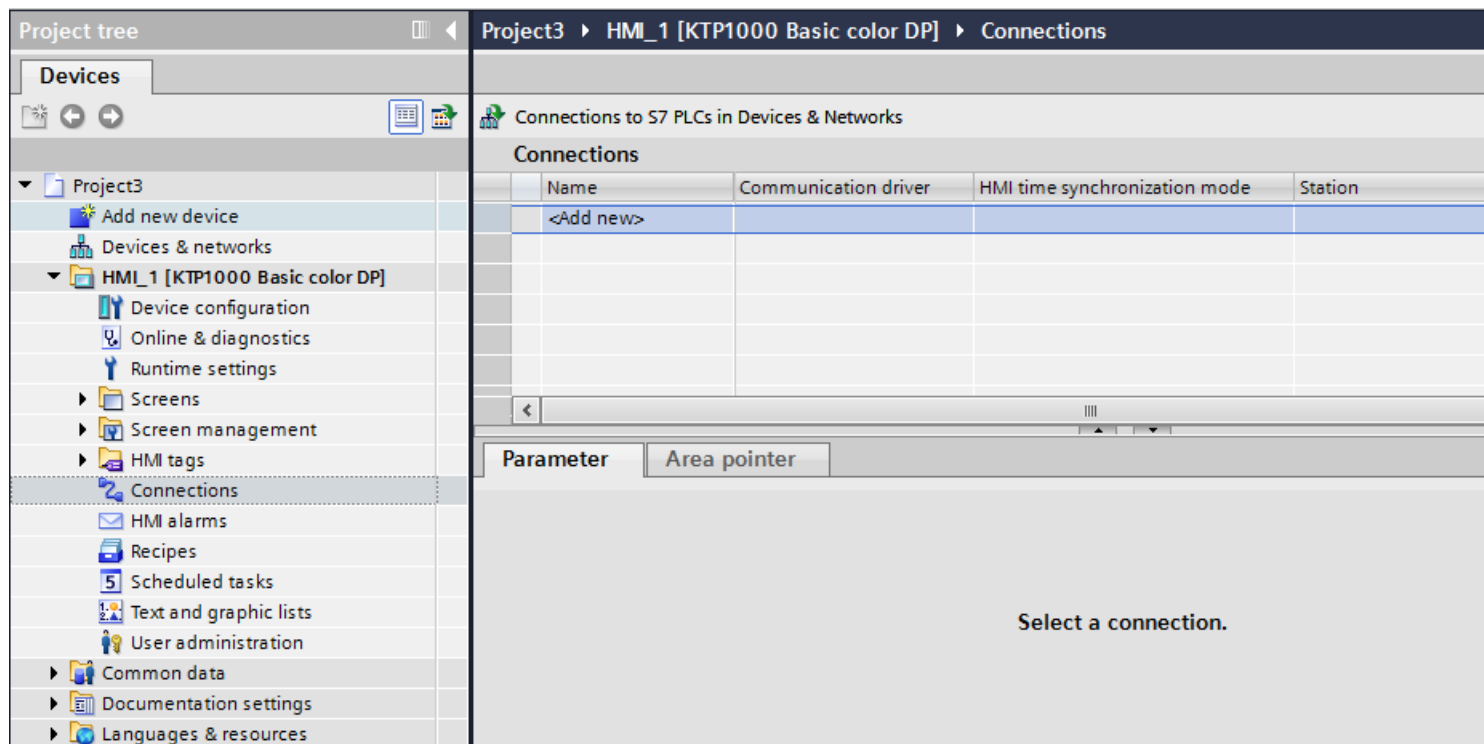 Project tree
Devices
Project3
Add new device
Devices & networks
HMI_1 [KTP1000 Basic color DP]
Device configuration
Online & diagnostics
Runtime settings
Screens
Screen management
HMI tags
Connections
HMI alarms
Recipes
Scheduled tasks
Text and graphic lists
User administration
Common data
Documentation settings
Languages & resources
Project3 HMI_1 [KTP1000 Basic color DP] Connections
Connections to S7 PLCs in Devices & Networks
Connections
Name Communication driver HMI time synchronization mode Station
<Add new>
Parameter Area pointer
Select a connection.